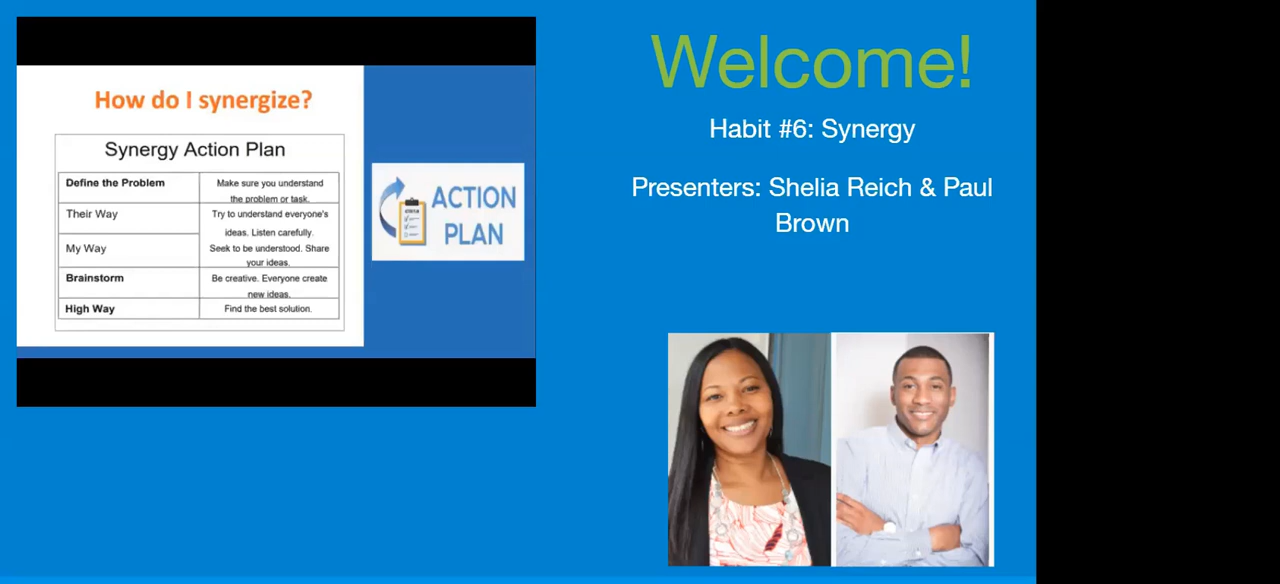 How do I synergize?
Synergy Action Plan
Define the Problem
Make sure you understand
the problem or task.
Their Way
Try to understand everyone's
ideas. Listen carefully.
My Way
Seek to be understood. Share
your ideas.
Brainstorm
Be creative. Everyone create
new ideas.
High Way
Find the best solution.
ACTION
PLAN
Welcome!
Habit #6: Synergy
Presenters: Shelia Reich & Paul
Brown